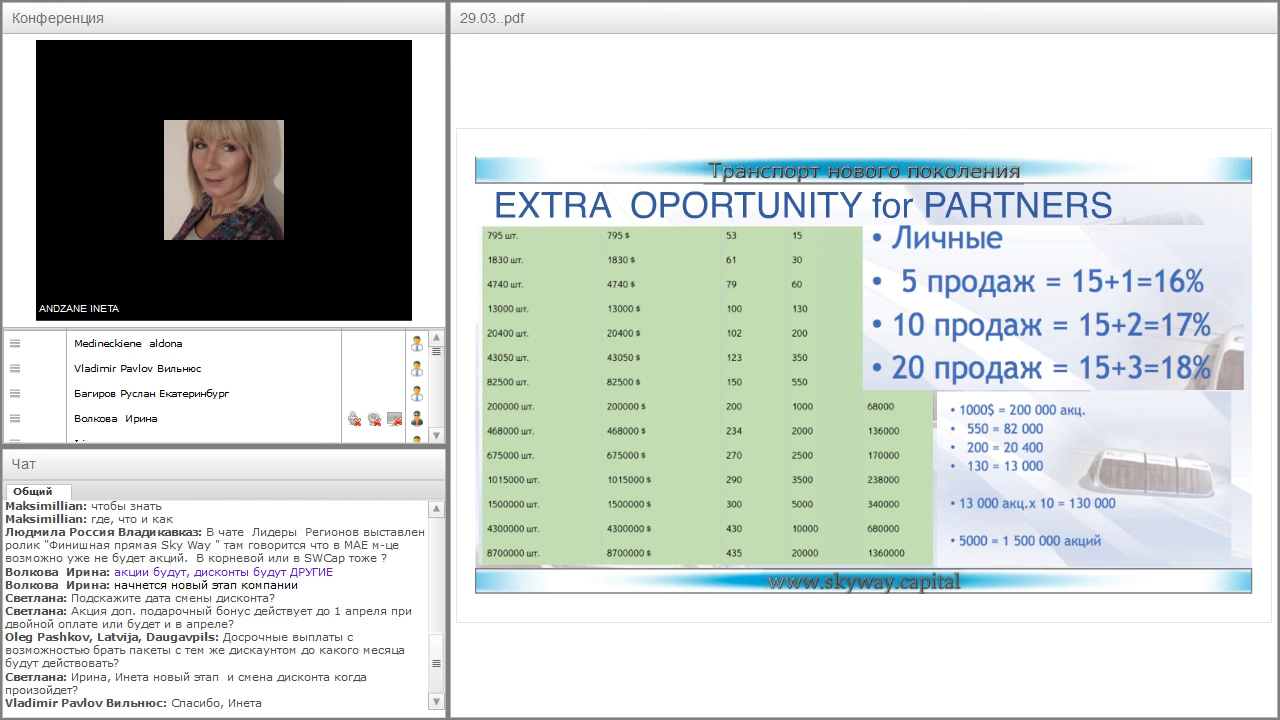 Конференция
ANDZANE INETA
Medineckiene aldona
Vladimir Pavlov Вильнюс
Багиров Руслан Екатеринбург
Волкова Ирина
Чат
Общий
Maksimillian: чтобы знать
Maksimillian: где, что и как
Людмила Россия Владикавказ: В чате Лидеры Регионов выставлен
ролик "Финишная прямая Sky Way " там говорится что в МАЕ м-це
возможно уже не будет акций. В корневой или в SWCap тоже ?
Волкова Ирина: акции будут, дисконты будут ДРУГИЕ
Волкова Ирина: начнется новый этап компании
Светлана: Подскажите дата смены дисконта?
Светлана: Акция доп. подарочный бонус действует до 1 апреля при
двойной оплате или будет и в апреле?
Oleg Pashkov, Latvija, Daugavpils: Досрочные выплаты с
возможностью брать пакеты с тем же дискаунтом до какого месяца
будут действовать?
Светлана: Ирина, Инета новый этап и смена дисконта когда
произойдет?
Vladimir Pavlov Вильнюс: Спасибо, Инета
29.03..pdf
Транспорт нового поколения
EXTRA OPORTUNITY for PARTNERS
795 шт. 795 $ 53 15
1830 шт. 1830 $ 61 30
4740 шт. 4740 $ 79 60
13000 шт. 13000 $ 100 130
20400 шт. 20400 $ 102 200
43050 шт. 43050 $ 123 350
82500 шт. 82500 $ 150 550
200000 шт. 200000 $ 200 1000 68000
468000 шт. 468000 $ 234 2000 136000
675000 шт. 675000 $ 270 2500 170000
1015000 шт. 1015000 $ 290 3500 238000
1500000 шт. 1500000 $ 300 5000 340000
4300000 шт. 4300000 $ 430 10000 680000
8700000 шт. 8700000 $ 435 20000 1360000
• Личные
• 5 продаж = 15+1=16%
• 10 продаж = 15+2=17%
• 20 продаж = 15+3=18%
• 1000$ = 200 000 акц.
• 550 = 82 000
• 200 = 20 400
• 130 = 13 000
• 13 000 акц.х 10 = 130 000
• 5000 = 1 500 000 акций
www.skyway.capital